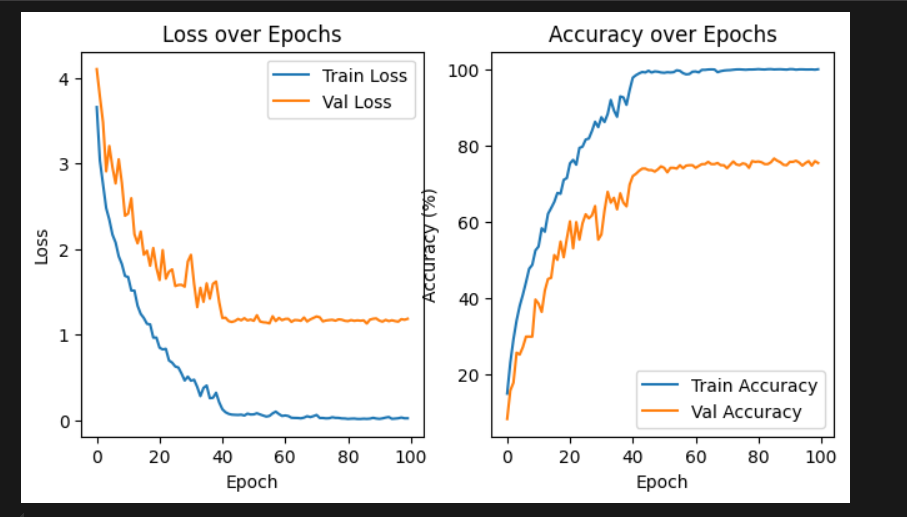 Loss over Epochs
4
3
2
1
0
Loss
Train Loss
Val Loss
0 20 40 60 80 100
Epoch
Accuracy over Epochs
100
80
60
40
20
Accuracy (%)
Train Accuracy
Val Accuracy
0 20 40 60 80 100
Epoch